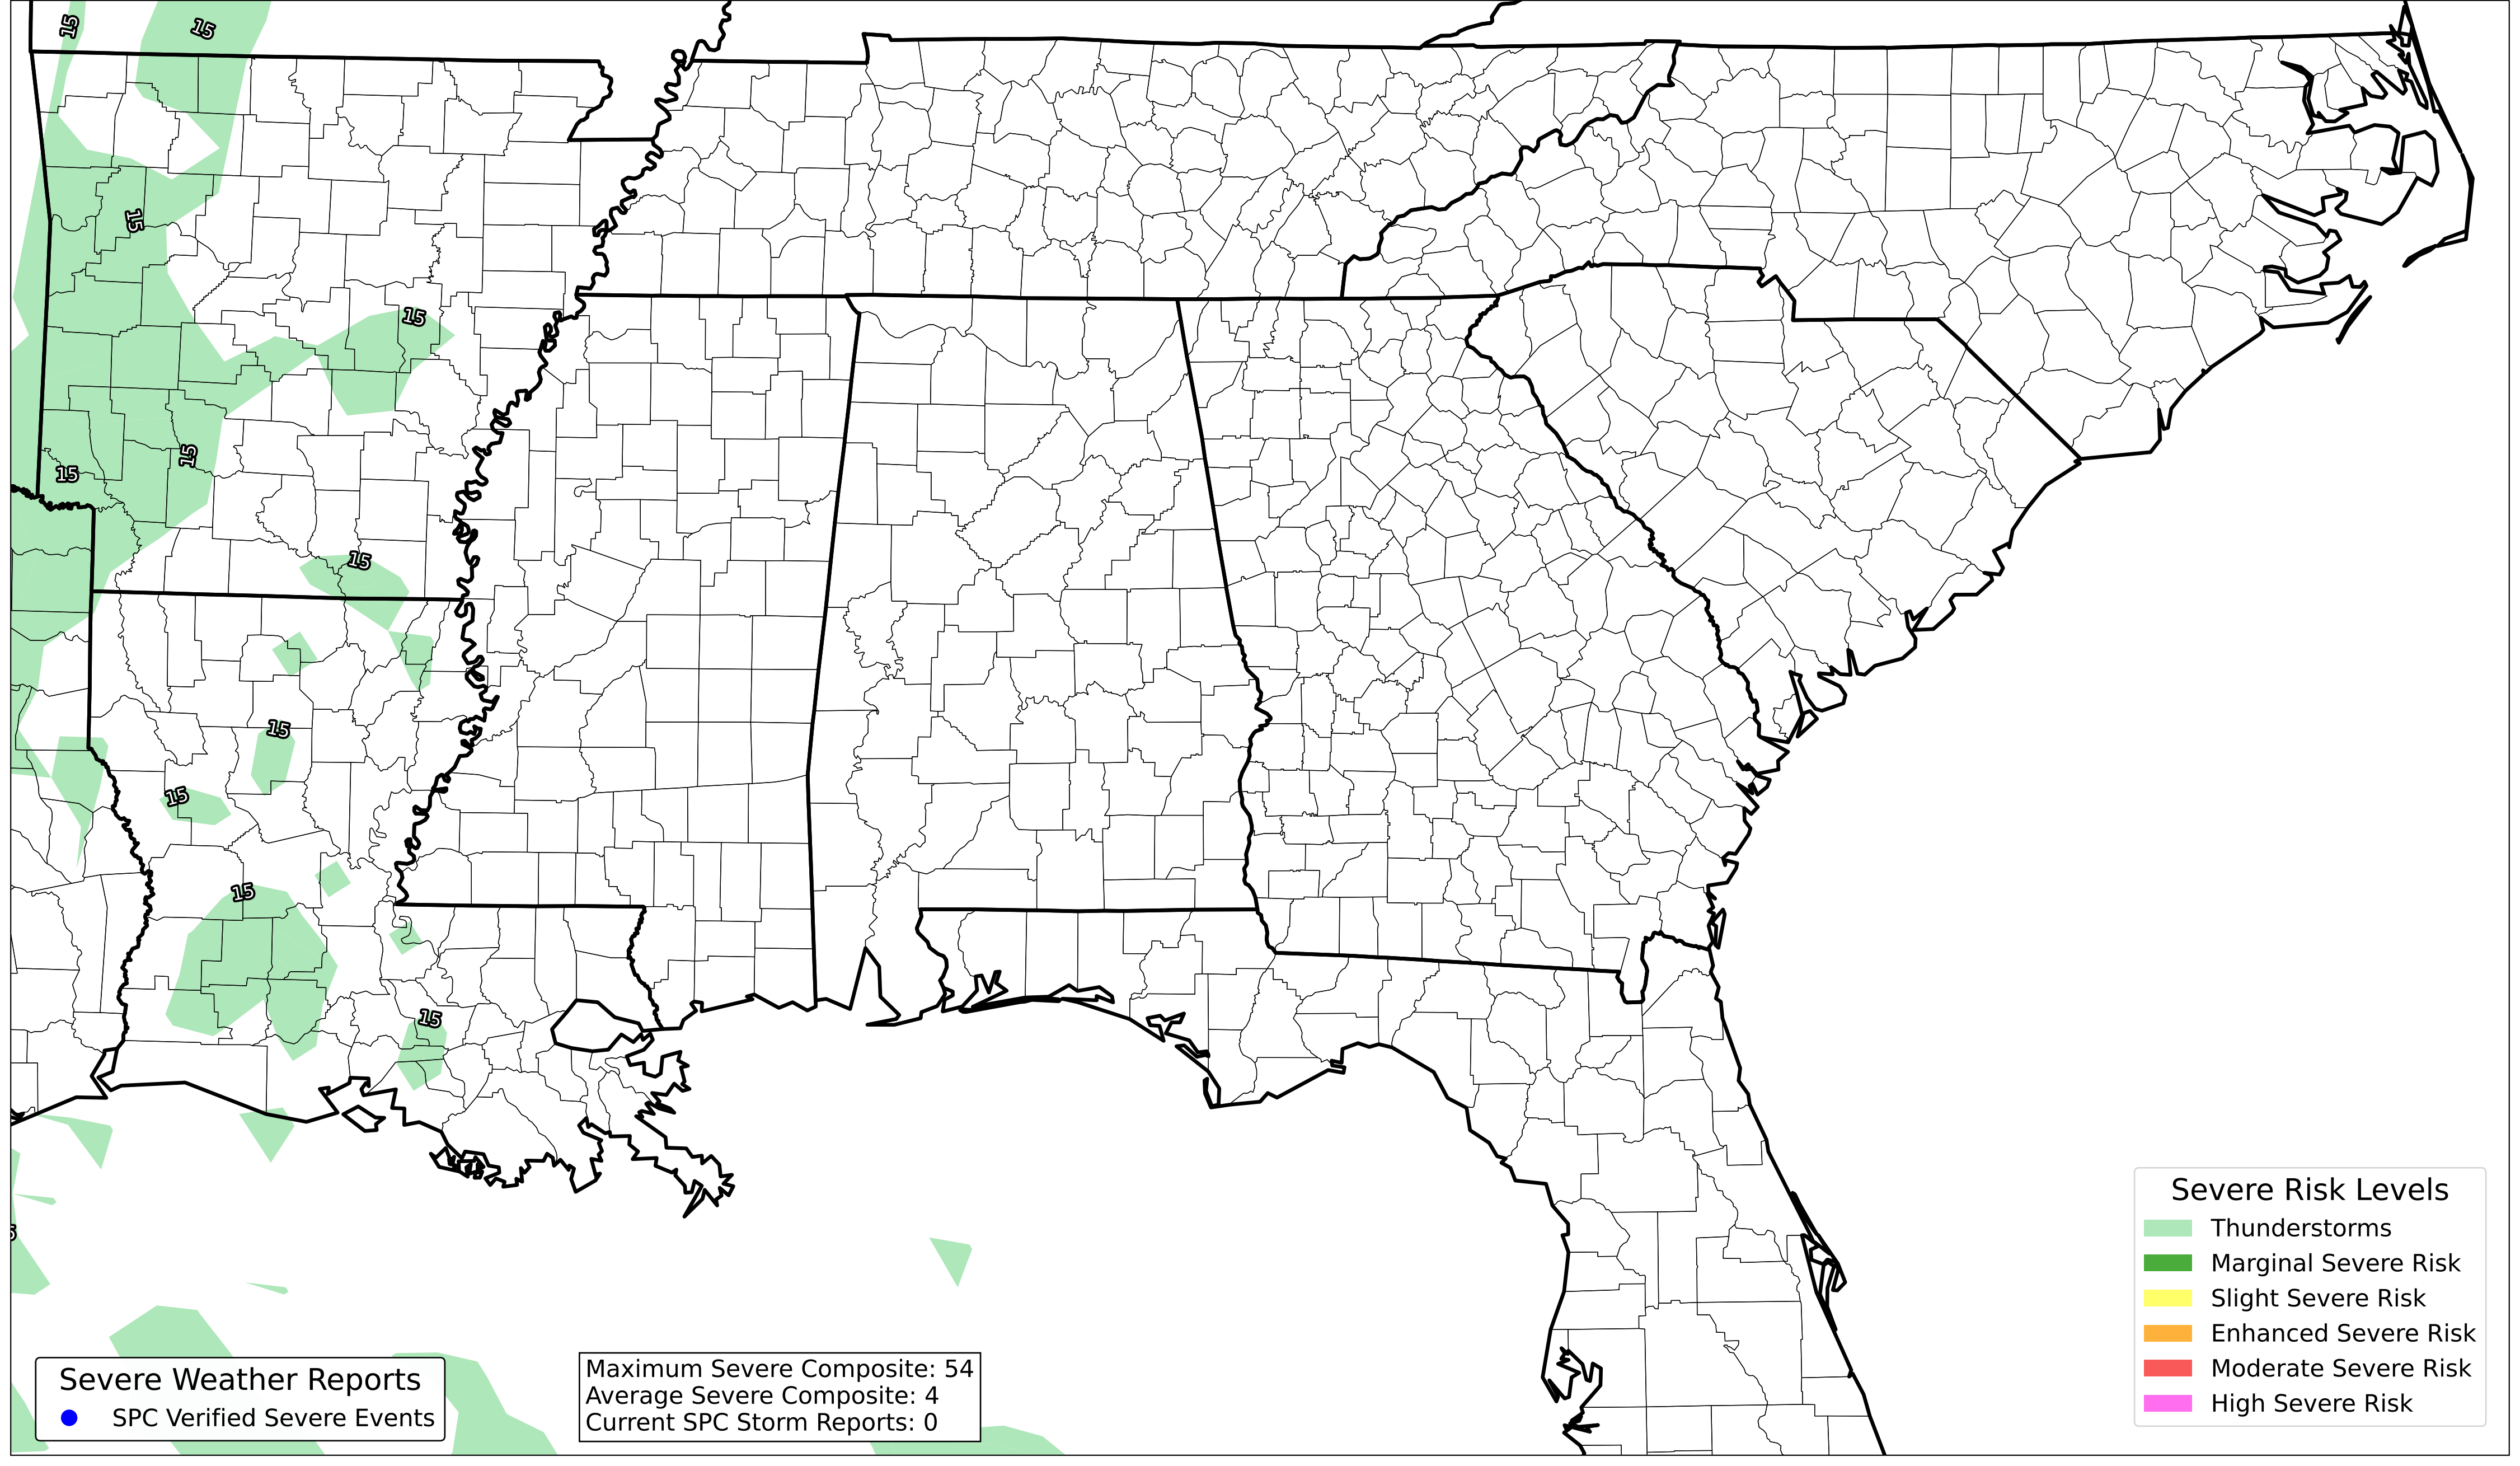 15
15
15
15
15
15
15
15
15
15
15
Severe Weather Reports
SPC Verified Severe Events
Maximum Severe Composite: 54
Average Severe Composite: 4
Current SPC Storm Reports: 0
Severe Risk Levels
Thunderstorms
Marginal Severe Risk
Slight Severe Risk
Enhanced Severe Risk
Moderate Severe Risk
High Severe Risk